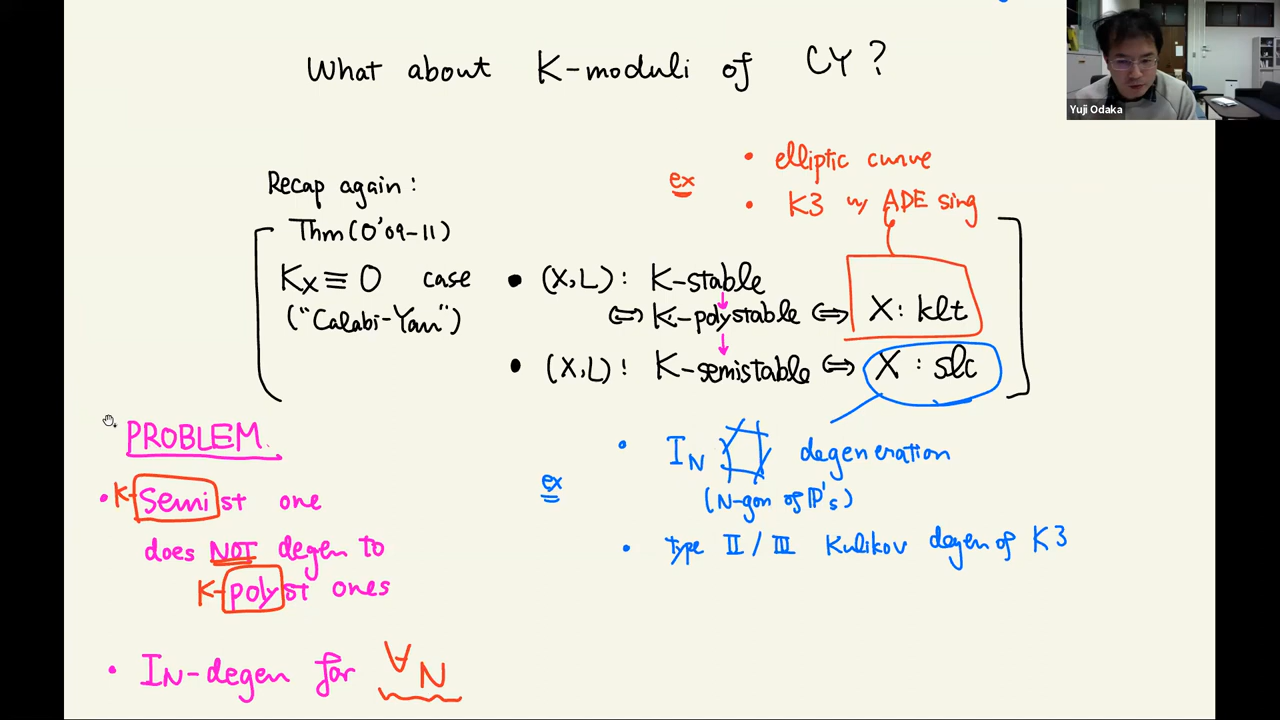 What about K-moduli of CY?
Yuji Odaka
ex
• elliptic curve
• K3 w/ ADE sing
Recap again:
Thm (O'09-11)
K_X ≡ 0 case
("Calabi-Yau")
• (X,L): K-stable
⇔ K-polystable ⇔ X: klt
• (X,L): K-semistable ⇔ X: slc
PROBLEM.
• K-Semist one
does NOT degen to
K-polyst ones
• I_N-degen for ∀N
ex
• I_N degeneration
(N-gon of P¹'s)
• type II / III Kulikov degen of K3